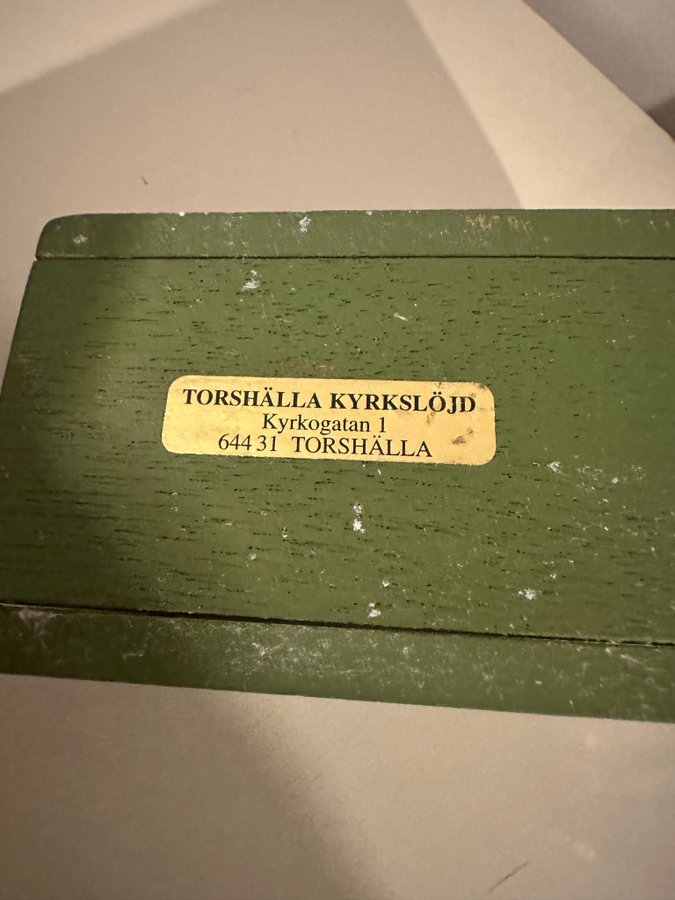 TORSHÄLLA KYRKSLÖJD
Kyrkogatan 1
644 31 TORSHÄLLA